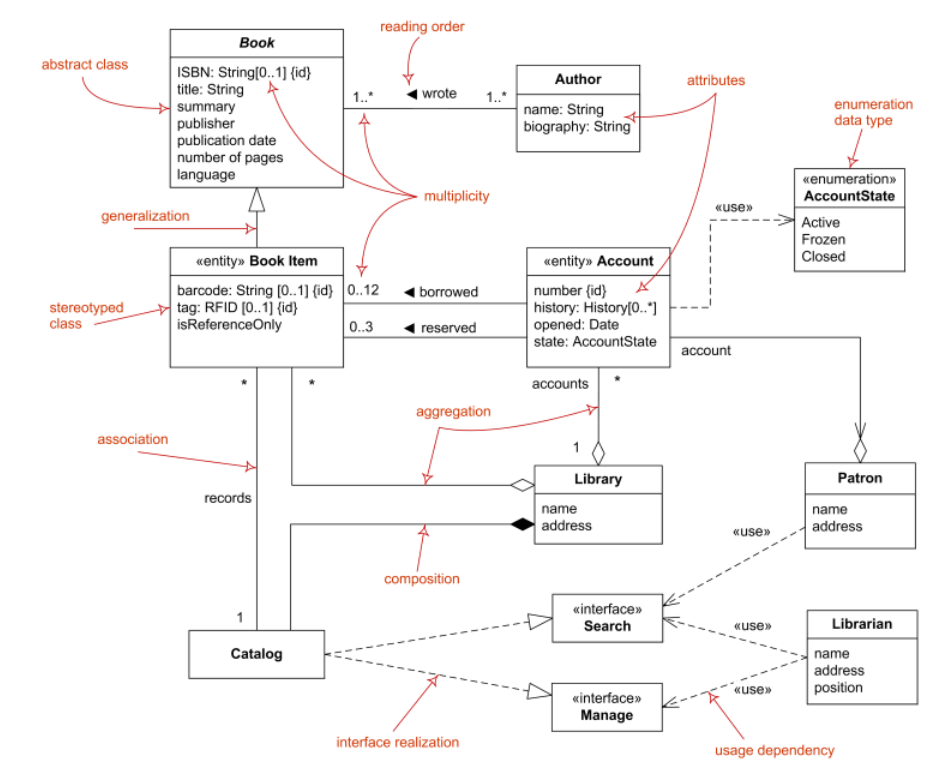 reading order
Book
abstract class
ISBN: String[0..1] {id}
title: String
summary
publisher
publication date
number of pages
language
1..*
◄ wrote
1..*
Author
name: String
biography: String
attributes
enumeration
data type
multiplicity
generalization
«enumeration»
AccountState
Active
Frozen
Closed
«use»
«entity» Book Item
barcode: String [0..1] {id}
tag: RFID [0..1] {id}
isReferenceOnly
stereotyped
class
0..12
◄ borrowed
0..3
◄ reserved
«entity» Account
number {id}
history: History[0..*]
opened: Date
state: AccountState
account
*
*
accounts
*
aggregation
association
1
records
Library
name
address
Patron
name
address
composition
«use»
1
Catalog
«interface»
Search
«use»
Librarian
name
address
position
«interface»
Manage
«use»
interface realization
usage dependency